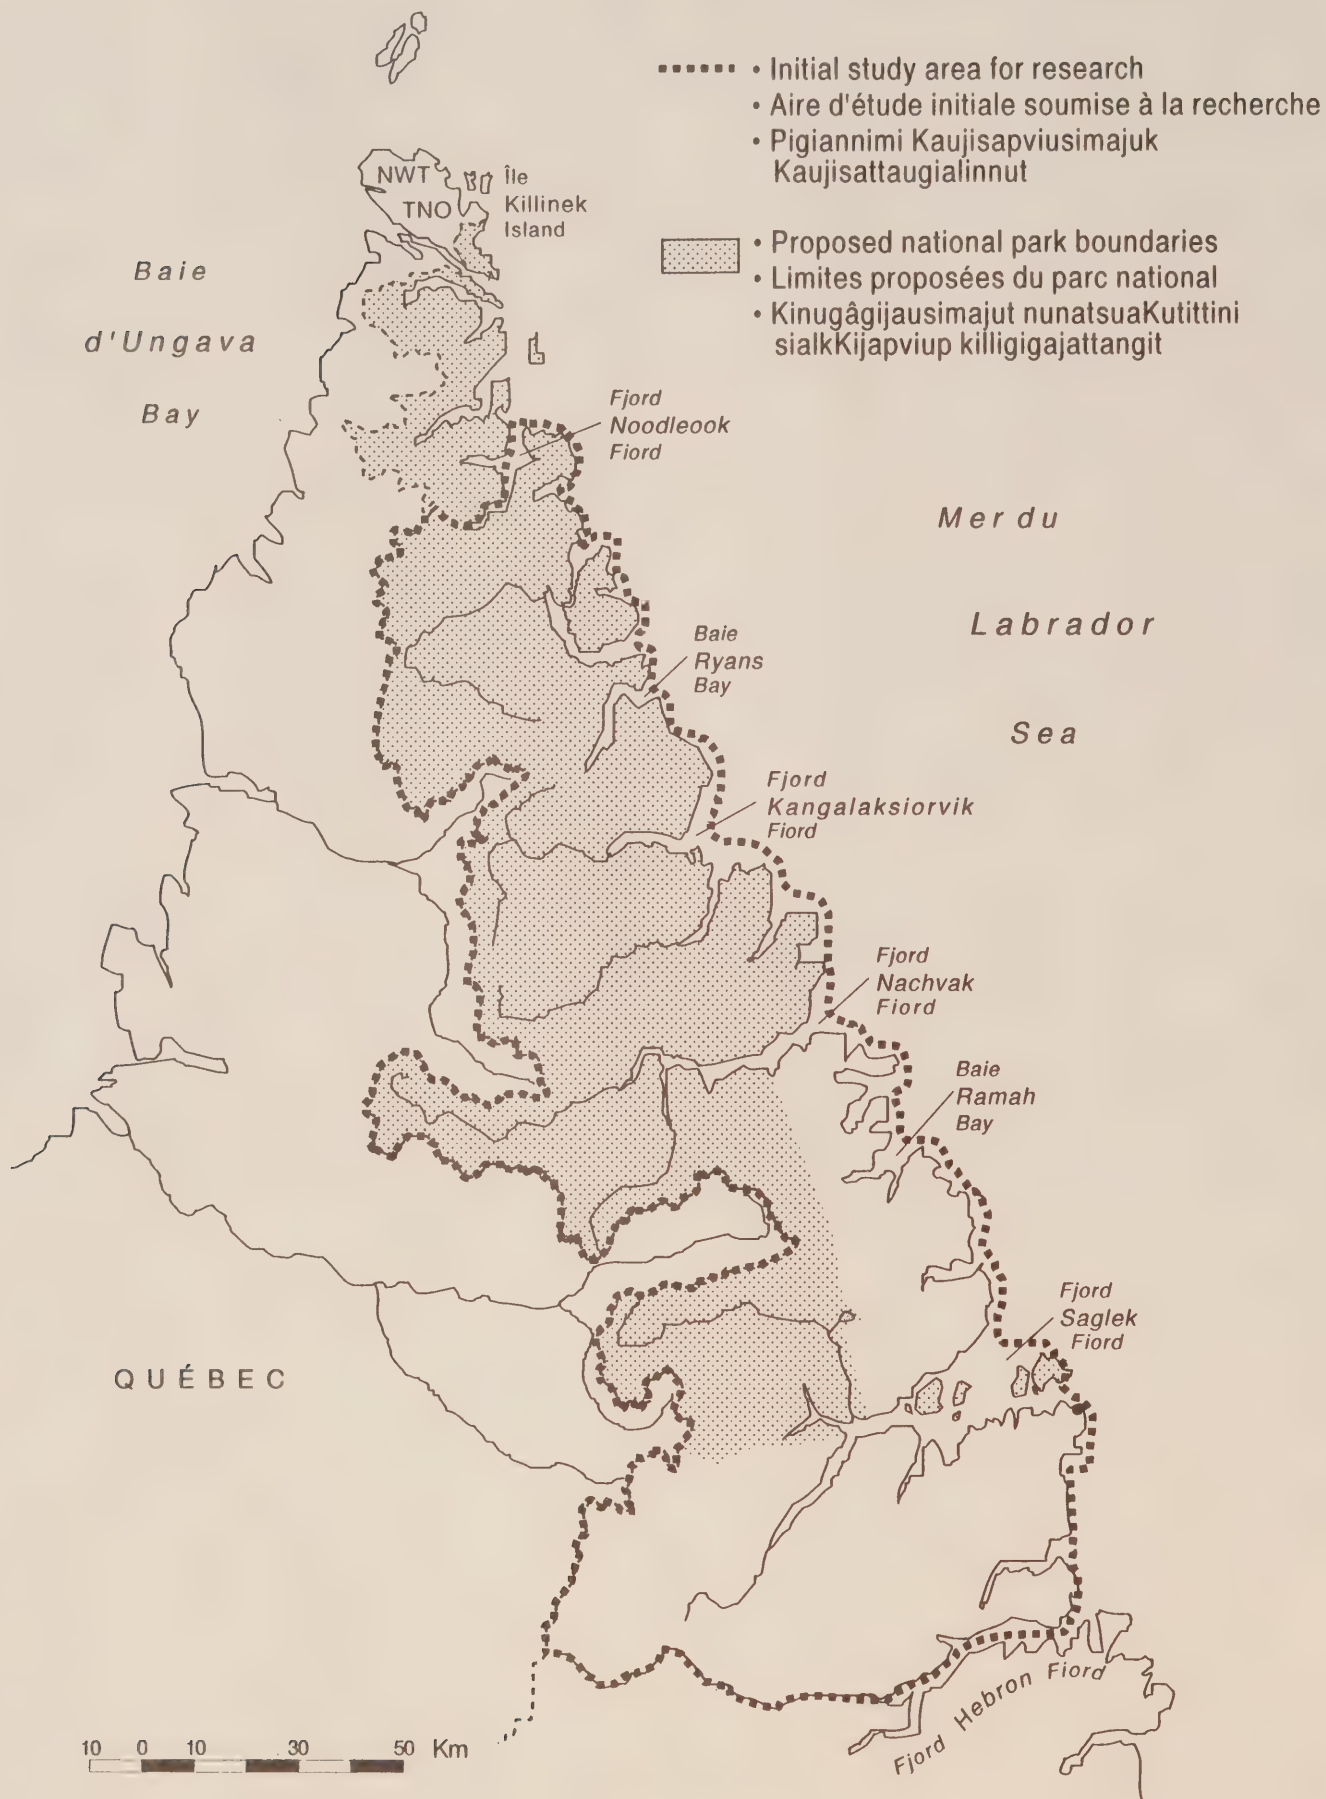 • Initial study area for research
• Aire d'étude initiale soumise à la recherche
• Pigiannimi Kaujisapviusimajuk
Kaujisattaugialinnut
• Proposed national park boundaries
• Limites proposées du parc national
• Kinugâgijausimajut nunatsuaKutittini
sialkKijapviup killigigajattangit
NWT
TNO
Île
Killinek
Island
Baie
d'Ungava
Bay
Fjord
Noodleook
Fiord
Mer du
Labrador
Sea
Baie
Ryans
Bay
Fjord
Kangalaksiorvik
Fiord
Fjord
Nachvak
Fiord
Baie
Ramah
Bay
Fjord
Saglek
Fiord
QUÉBEC
Fjord Hebron Fiord
10 0 10 30 50 Km